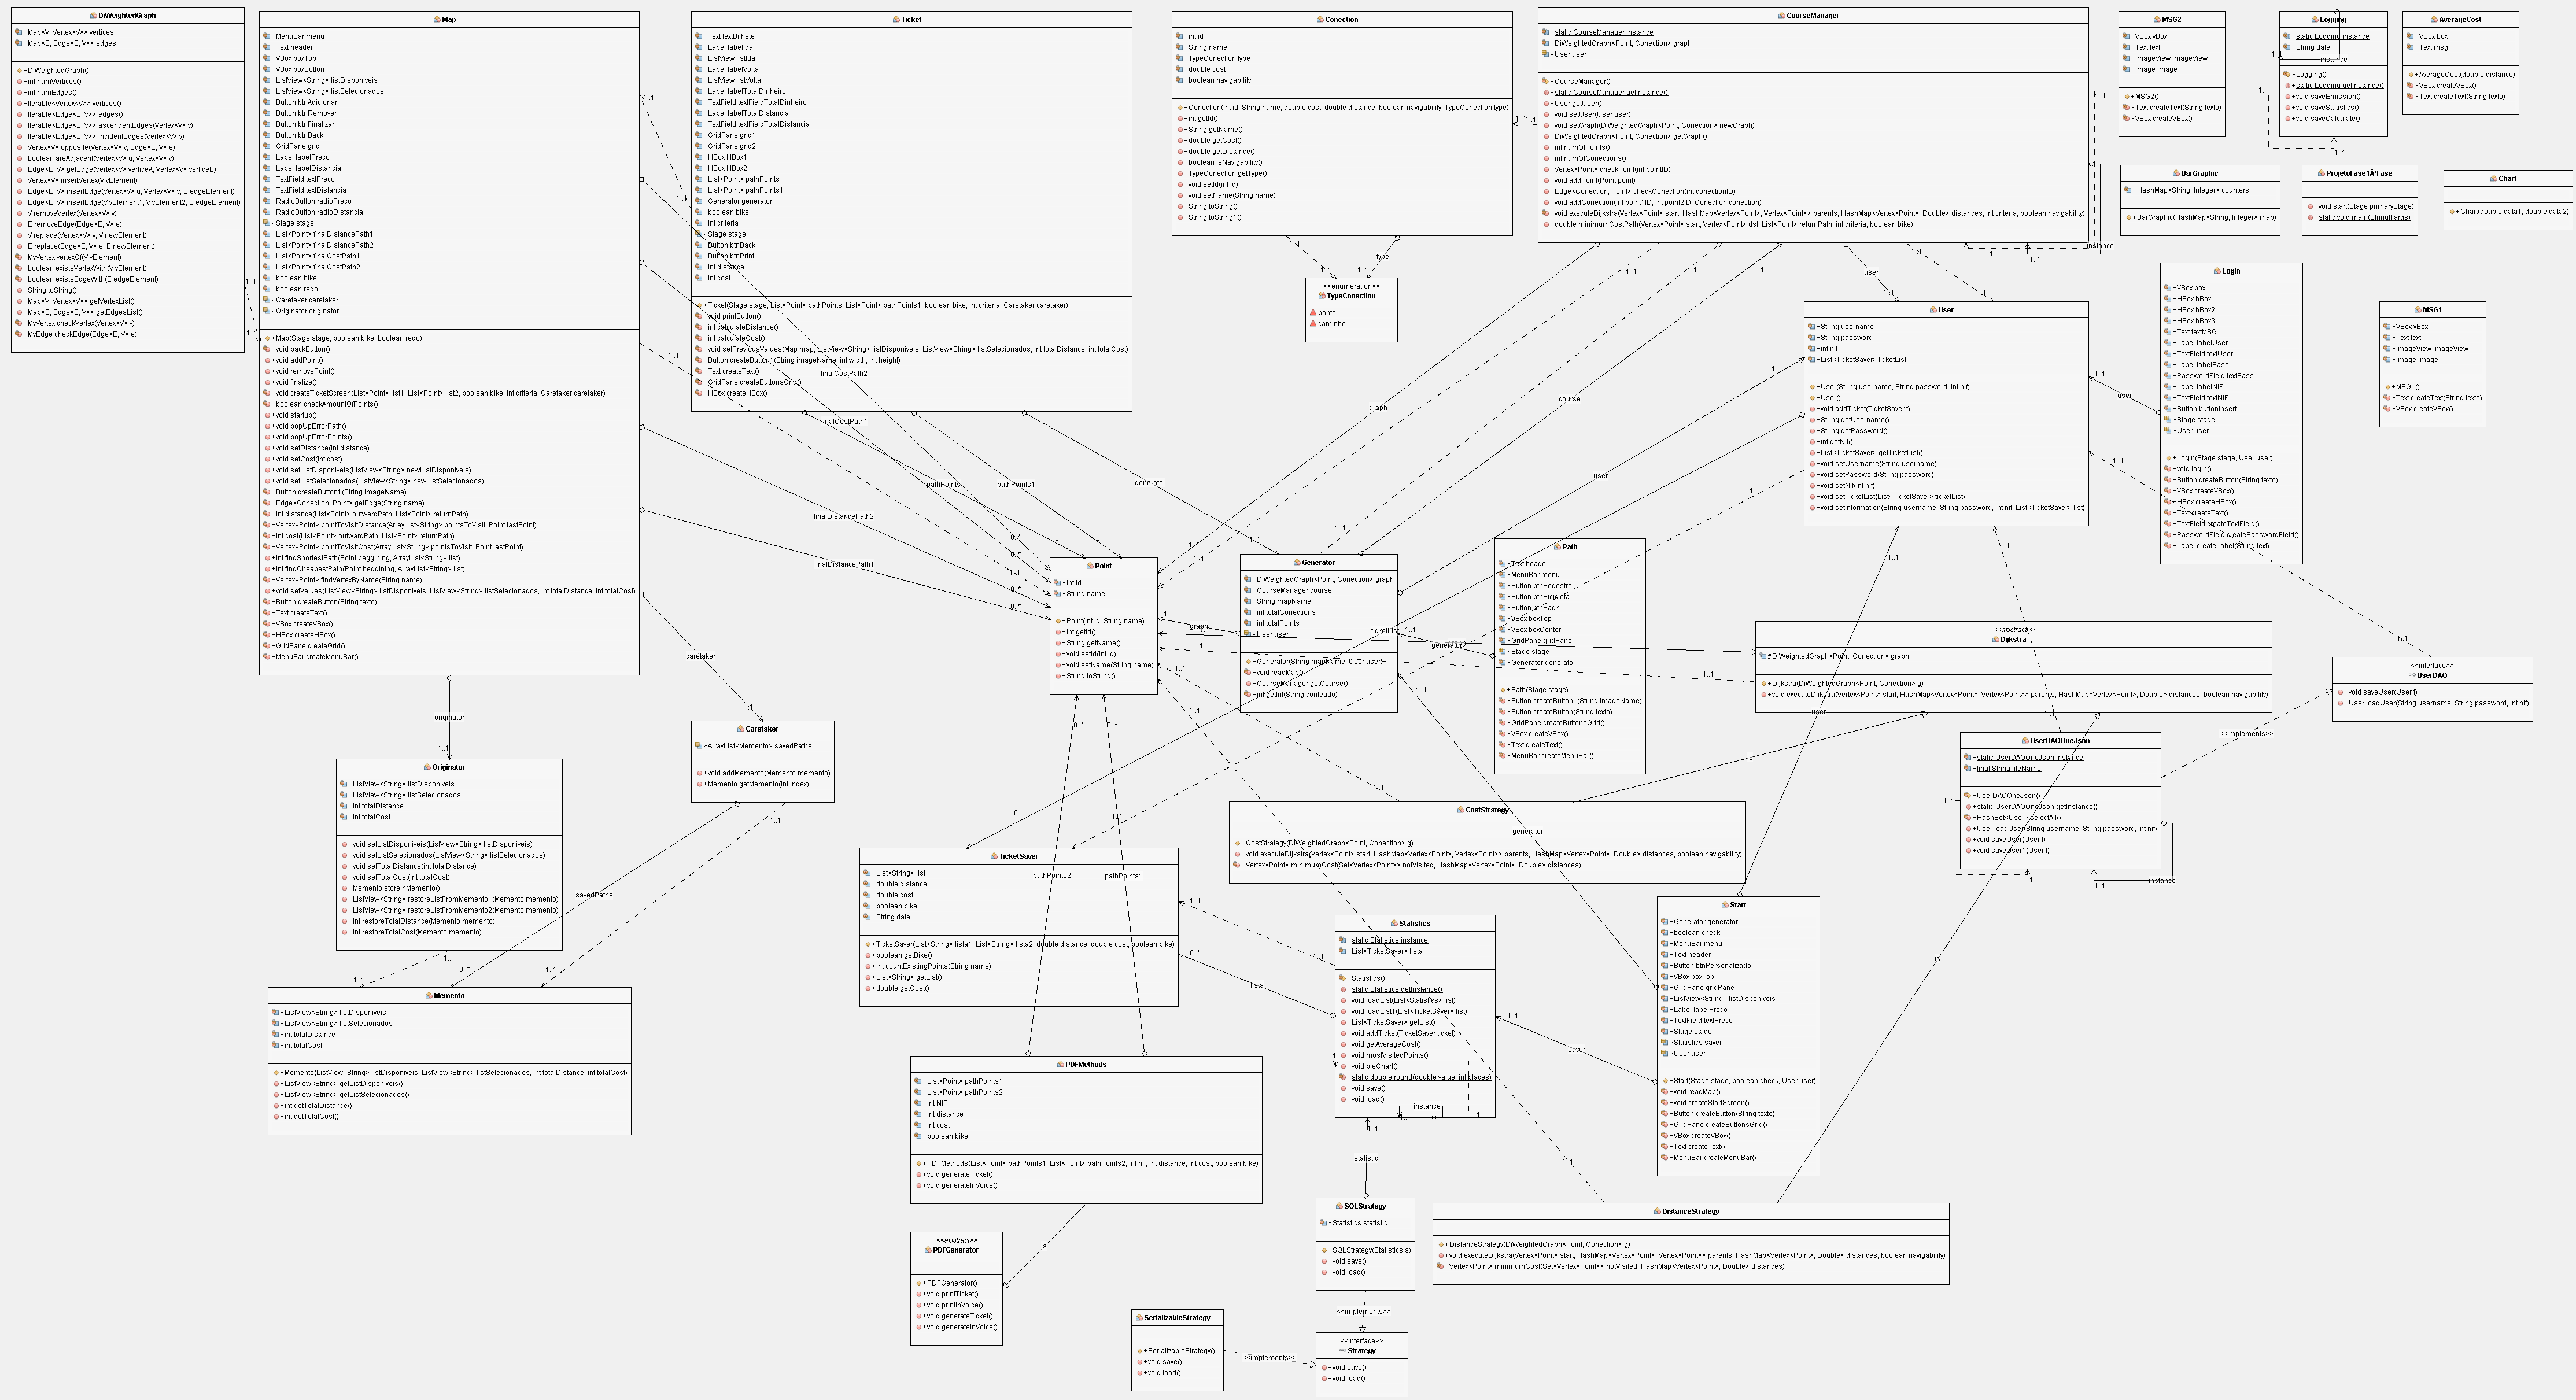 DiWeightedGraph
-Map<V, Vertex<V>> vertices
-Map<E, Edge<E, V>> edges
+DiWeightedGraph()
+int numVertices()
+int numEdges()
+Iterable<Vertex<V>> vertices()
+Iterable<Edge<E, V>> edges()
+Iterable<Edge<E, V>> ascendentEdges(Vertex<V> v)
+Iterable<Edge<E, V>> incidentEdges(Vertex<V> v)
+Vertex<V> opposite(Vertex<V> v, Edge<E, V> e)
+boolean areAdjacent(Vertex<V> u, Vertex<V> v)
+Edge<E, V> getEdge(Vertex<V> verticeA, Vertex<V> verticeB)
+Vertex<V> insertVertex(V vElement)
+Edge<E, V> insertEdge(Vertex<V> u, Vertex<V> v, E edgeElement)
+Edge<E, V> insertEdge(V vElement1, V vElement2, E edgeElement)
+V removeVertex(Vertex<V> v)
+E removeEdge(Edge<E, V> e)
+V replace(Vertex<V> v, V newElement)
+E replace(Edge<E, V> e, E newElement)
-MyVertex vertexOf(V vElement)
-boolean existsVertexWith(V vElement)
-boolean existsEdgeWith(E edgeElement)
+String toString()
+Map<V, Vertex<V>> getVertexList()
+Map<E, Edge<E, V>> getEdgesList()
-MyVertex checkVertex(Vertex<V> v)
-MyEdge checkEdge(Edge<E, V> e)
Map
-MenuBar menu
-Text header
-VBox boxTop
-VBox boxBottom
-ListView<String> listDisponiveis
-ListView<String> listSelecionados
-Button btnAdicionar
-Button btnRemover
-Button btnFinalizar
-Button btnBack
-GridPane grid
-Label labelPreco
-Label labelDistancia
-TextField textPreco
-TextField textDistancia
-RadioButton radioPreco
-RadioButton radioDistancia
-Stage stage
-List<Point> finalDistancePath1
-List<Point> finalDistancePath2
-List<Point> finalCostPath1
-List<Point> finalCostPath2
-boolean bike
-boolean redo
-Caretaker caretaker
-Originator originator
+Map(Stage stage, boolean bike, boolean redo)
-void backButton()
+void addPoint()
+void removePoint()
+void finalize()
-void createTicketScreen(List<Point> list1, List<Point> list2, boolean bike, int criteria, Caretaker caretaker)
-boolean checkAmountOfPoints()
+void startup()
+void popUpErrorPath()
+void popUpErrorPoints()
+void setDistance(int distance)
+void setCost(int cost)
+void setListDisponiveis(ListView<String> newListDisponiveis)
+void setListSelecionados(ListView<String> newListSelecionados)
-Button createButton1(String imageName)
-Edge<Conection, Point> getEdge(String name)
-int distance(List<Point> outwardPath, List<Point> returnPath)
-Vertex<Point> pointToVisitDistance(ArrayList<String> pointsToVisit, Point lastPoint)
-int cost(List<Point> outwardPath, List<Point> returnPath)
-Vertex<Point> pointToVisitCost(ArrayList<String> pointsToVisit, Point lastPoint)
+int findShortestPath(Point beggining, ArrayList<String> list)
+int findCheapestPath(Point beggining, ArrayList<String> list)
-Vertex<Point> findVertexByName(String name)
+void setValues(ListView<String> listDisponiveis, ListView<String> listSelecionados, int totalDistance, int totalCost)
-Button createButton(String texto)
-Text createText()
-VBox createVBox()
-HBox createHBox()
-GridPane createGrid()
-MenuBar createMenuBar()
Ticket
-Text textBilhete
-Label labelIda
-ListView listIda
-Label labelVolta
-ListView listVolta
-Label labelTotalDinheiro
-TextField textFieldTotalDinheiro
-Label labelTotalDistancia
-TextField textFieldTotalDistancia
-GridPane grid1
-GridPane grid2
-HBox HBox1
-HBox HBox2
-List<Point> pathPoints
-List<Point> pathPoints1
-Generator generator
-boolean bike
-int criteria
-Stage stage
-Button btnBack
-Button btnPrint
-int distance
-int cost
+Ticket(Stage stage, List<Point> pathPoints, List<Point> pathPoints1, boolean bike, int criteria, Caretaker caretaker)
-void printButton()
-int calculateDistance()
-int calculateCost()
-void setPreviousValues(Map map, ListView<String> listDisponiveis, ListView<String> listSelecionados, int totalDistance, int totalCost)
-Button createButton1(String imageName, int width, int height)
-Text createText()
-GridPane createButtonsGrid()
-HBox createHBox()
Conection
-int id
-String name
-TypeConection type
-double cost
-boolean navigability
+Conection(int id, String name, double cost, double distance, boolean navigability, TypeConection type)
+int getId()
+String getName()
+double getCost()
+double getDistance()
+boolean isNavigability()
+TypeConection getType()
+void setId(int id)
+void setName(String name)
+String toString()
+String toString1()
<<enumeration>>
TypeConection
ponte
caminho
CourseManager
-static CourseManager instance
-DiWeightedGraph<Point, Conection> graph
-User user
-CourseManager()
+static CourseManager getInstance()
+User getUser()
+void setUser(User user)
+void setGraph(DiWeightedGraph<Point, Conection> newGraph)
+DiWeightedGraph<Point, Conection> getGraph()
+int numOfPoints()
+int numOfConections()
+Vertex<Point> checkPoint(int pointID)
+void addPoint(Point point)
+Edge<Conection, Point> checkConection(int conectionID)
+void addConection(int point1ID, int point2ID, Conection conection)
-void executeDijkstra(Vertex<Point> start, HashMap<Vertex<Point>, Vertex<Point>> parents, HashMap<Vertex<Point>, Double> distances, int criteria, boolean navigability)
+double minimumCostPath(Vertex<Point> start, Vertex<Point> dst, List<Point> returnPath, int criteria, boolean bike)
MSG2
-VBox vBox
-Text text
-ImageView imageView
-Image image
+MSG2()
-Text createText(String texto)
-VBox createVBox()
Logging
-static Logging instance
-String date
-Logging()
+static Logging getInstance()
+void saveEmission()
+void saveStatistics()
+void saveCalculate()
AverageCost
-VBox box
-Text msg
+AverageCost(double distance)
-VBox createVBox()
-Text createText(String texto)
BarGraphic
-HashMap<String, Integer> counters
+BarGraphic(HashMap<String, Integer> map)
ProjetoFase1ÂªFase
+void start(Stage primaryStage)
+static void main(String[] args)
Chart
+Chart(double data1, double data2)
User
-String username
-String password
-int nif
-List<TicketSaver> ticketList
+User(String username, String password, int nif)
+User()
+void addTicket(TicketSaver t)
+String getUsername()
+String getPassword()
+int getNif()
+List<TicketSaver> getTicketList()
+void setUsername(String username)
+void setPassword(String password)
+void setNif(int nif)
+void setTicketList(List<TicketSaver> ticketList)
+void setInformation(String username, String password, int nif, List<TicketSaver> list)
Login
-VBox box
-HBox hBox1
-HBox hBox2
-HBox hBox3
-Text textMSG
-Label labelUser
-TextField textUser
-Label labelPass
-PasswordField textPass
-Label labelNIF
-TextField textNIF
-Button buttonInsert
-Stage stage
-User user
+Login(Stage stage, User user)
-void login()
-Button createButton(String texto)
-VBox createVBox()
-HBox createHBox()
-Text createText()
-TextField createTextField()
-PasswordField createPasswordField()
-Label createLabel(String text)
MSG1
-VBox vBox
-Text text
-ImageView imageView
-Image image
+MSG1()
-Text createText(String texto)
-VBox createVBox()
Point
-int id
-String name
+Point(int id, String name)
+int getId()
+String getName()
+void setId(int id)
+void setName(String name)
+String toString()
Generator
-DiWeightedGraph<Point, Conection> graph
-CourseManager course
-String mapName
-int totalConections
-int totalPoints
-User user
+Generator(String mapName, User user)
-void readMap()
+CourseManager getCourse()
-int getInt(String conteudo)
Path
-Text header
-MenuBar menu
-Button btnPedestre
-Button btnBicicleta
-Button btnBack
-VBox boxTop
-VBox boxCenter
-GridPane gridPane
-Stage stage
-Generator generator
+Path(Stage stage)
-Button createButton1(String imageName)
-Button createButton(String texto)
-GridPane createButtonsGrid()
-VBox createVBox()
-Text createText()
-MenuBar createMenuBar()
<<abstract>>
Dijkstra
#DiWeightedGraph<Point, Conection> graph
+Dijkstra(DiWeightedGraph<Point, Conection> g)
+void executeDijkstra(Vertex<Point> start, HashMap<Vertex<Point>, Vertex<Point>> parents, HashMap<Vertex<Point>, Double> distances, boolean navigability)
<<interface>>
UserDAO
+void saveUser(User t)
+User loadUser(String username, String password, int nif)
UserDAOOneJson
-static UserDAOOneJson instance
-final String fileName
-UserDAOOneJson()
+static UserDAOOneJson getInstance()
-HashSet<User> selectAll()
+User loadUser(String username, String password, int nif)
+void saveUser(User t)
+void saveUser1(User t)
Originator
-ListView<String> listDisponiveis
-ListView<String> listSelecionados
-int totalDistance
-int totalCost
+void setListDisponiveis(ListView<String> listDisponiveis)
+void setListSelecionados(ListView<String> listSelecionados)
+void setTotalDistance(int totalDistance)
+void setTotalCost(int totalCost)
+Memento storeInMemento()
+ListView<String> restoreListFromMemento1(Memento memento)
+ListView<String> restoreListFromMemento2(Memento memento)
+int restoreTotalDistance(Memento memento)
+int restoreTotalCost(Memento memento)
Caretaker
-ArrayList<Memento> savedPaths
+void addMemento(Memento memento)
+Memento getMemento(int index)
Memento
-ListView<String> listDisponiveis
-ListView<String> listSelecionados
-int totalDistance
-int totalCost
+Memento(ListView<String> listDisponiveis, ListView<String> listSelecionados, int totalDistance, int totalCost)
+ListView<String> getListDisponiveis()
+ListView<String> getListSelecionados()
+int getTotalDistance()
+int getTotalCost()
CostStrategy
+CostStrategy(DiWeightedGraph<Point, Conection> g)
+void executeDijkstra(Vertex<Point> start, HashMap<Vertex<Point>, Vertex<Point>> parents, HashMap<Vertex<Point>, Double> distances, boolean navigability)
-Vertex<Point> minimumCost(Set<Vertex<Point>> notVisited, HashMap<Vertex<Point>, Double> distances)
TicketSaver
-List<String> list
-double distance
-double cost
-boolean bike
-String date
+TicketSaver(List<String> lista1, List<String> lista2, double distance, double cost, boolean bike)
+boolean getBike()
+int countExistingPoints(String name)
+List<String> getList()
+double getCost()
Statistics
-static Statistics instance
-List<TicketSaver> lista
-Statistics()
+static Statistics getInstance()
+void loadList(List<Statistics> list)
+void loadList1(List<TicketSaver> list)
+List<TicketSaver> getList()
+void addTicket(TicketSaver ticket)
+void getAverageCost()
+void mostVisitedPoints()
+void pieChart()
-static double round(double value, int places)
+void save()
+void load()
Start
-Generator generator
-boolean check
-MenuBar menu
-Text header
-Button btnPersonalizado
-VBox boxTop
-GridPane gridPane
-ListView<String> listDisponiveis
-Label labelPreco
-TextField textPreco
-Stage stage
-Statistics saver
-User user
+Start(Stage stage, boolean check, User user)
-void readMap()
-void createStartScreen()
-Button createButton(String texto)
-GridPane createButtonsGrid()
-VBox createVBox()
-Text createText()
-MenuBar createMenuBar()
PDFMethods
-List<Point> pathPoints1
-List<Point> pathPoints2
-int NIF
-int distance
-int cost
-boolean bike
+PDFMethods(List<Point> pathPoints1, List<Point> pathPoints2, int nif, int distance, int cost, boolean bike)
+void generateTicket()
+void generateInVoice()
<<abstract>>
PDFGenerator
+PDFGenerator()
+void printTicket()
+void printInVoice()
+void generateTicket()
+void generateInVoice()
SQLStrategy
-Statistics statistic
+SQLStrategy(Statistics s)
+void save()
+void load()
DistanceStrategy
+DistanceStrategy(DiWeightedGraph<Point, Conection> g)
+void executeDijkstra(Vertex<Point> start, HashMap<Vertex<Point>, Vertex<Point>> parents, HashMap<Vertex<Point>, Double> distances, boolean navigability)
-Vertex<Point> minimumCost(Set<Vertex<Point>> notVisited, HashMap<Vertex<Point>, Double> distances)
SerializableStrategy
+SerializableStrategy()
+void save()
+void load()
<<interface>>
Strategy
+void save()
+void load()
type
instance
instance
user
user
user
user
graph
graph
course
generator
generator
generator
finalCostPath2
finalCostPath1
finalDistancePath2
finalDistancePath1
pathPoints
pathPoints1
ticketList
caretaker
originator
savedPaths
pathPoints2
pathPoints1
lista
saver
statistic
instance
instance
is
is
is
<<implements>>
<<implements>>
<<implements>>
1..1
0..*